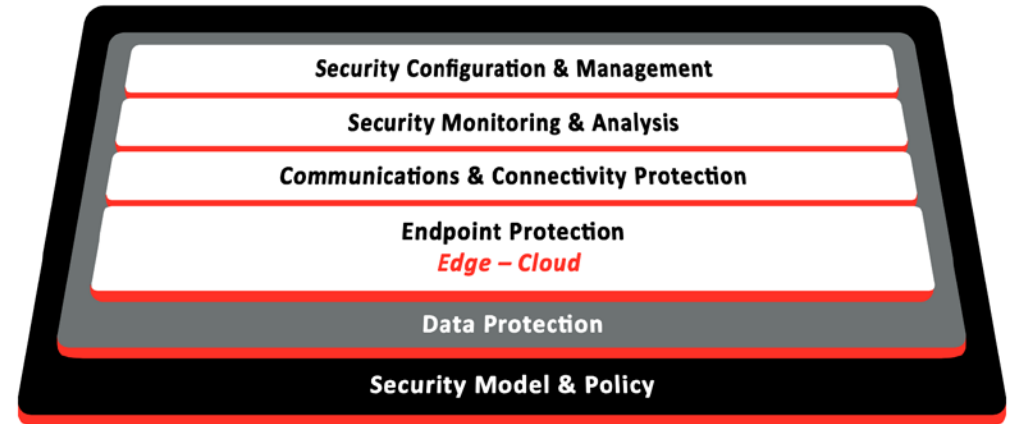 Security Configuration & Management
Security Monitoring & Analysis
Communications & Connectivity Protection
Endpoint Protection
Edge – Cloud
Data Protection
Security Model & Policy